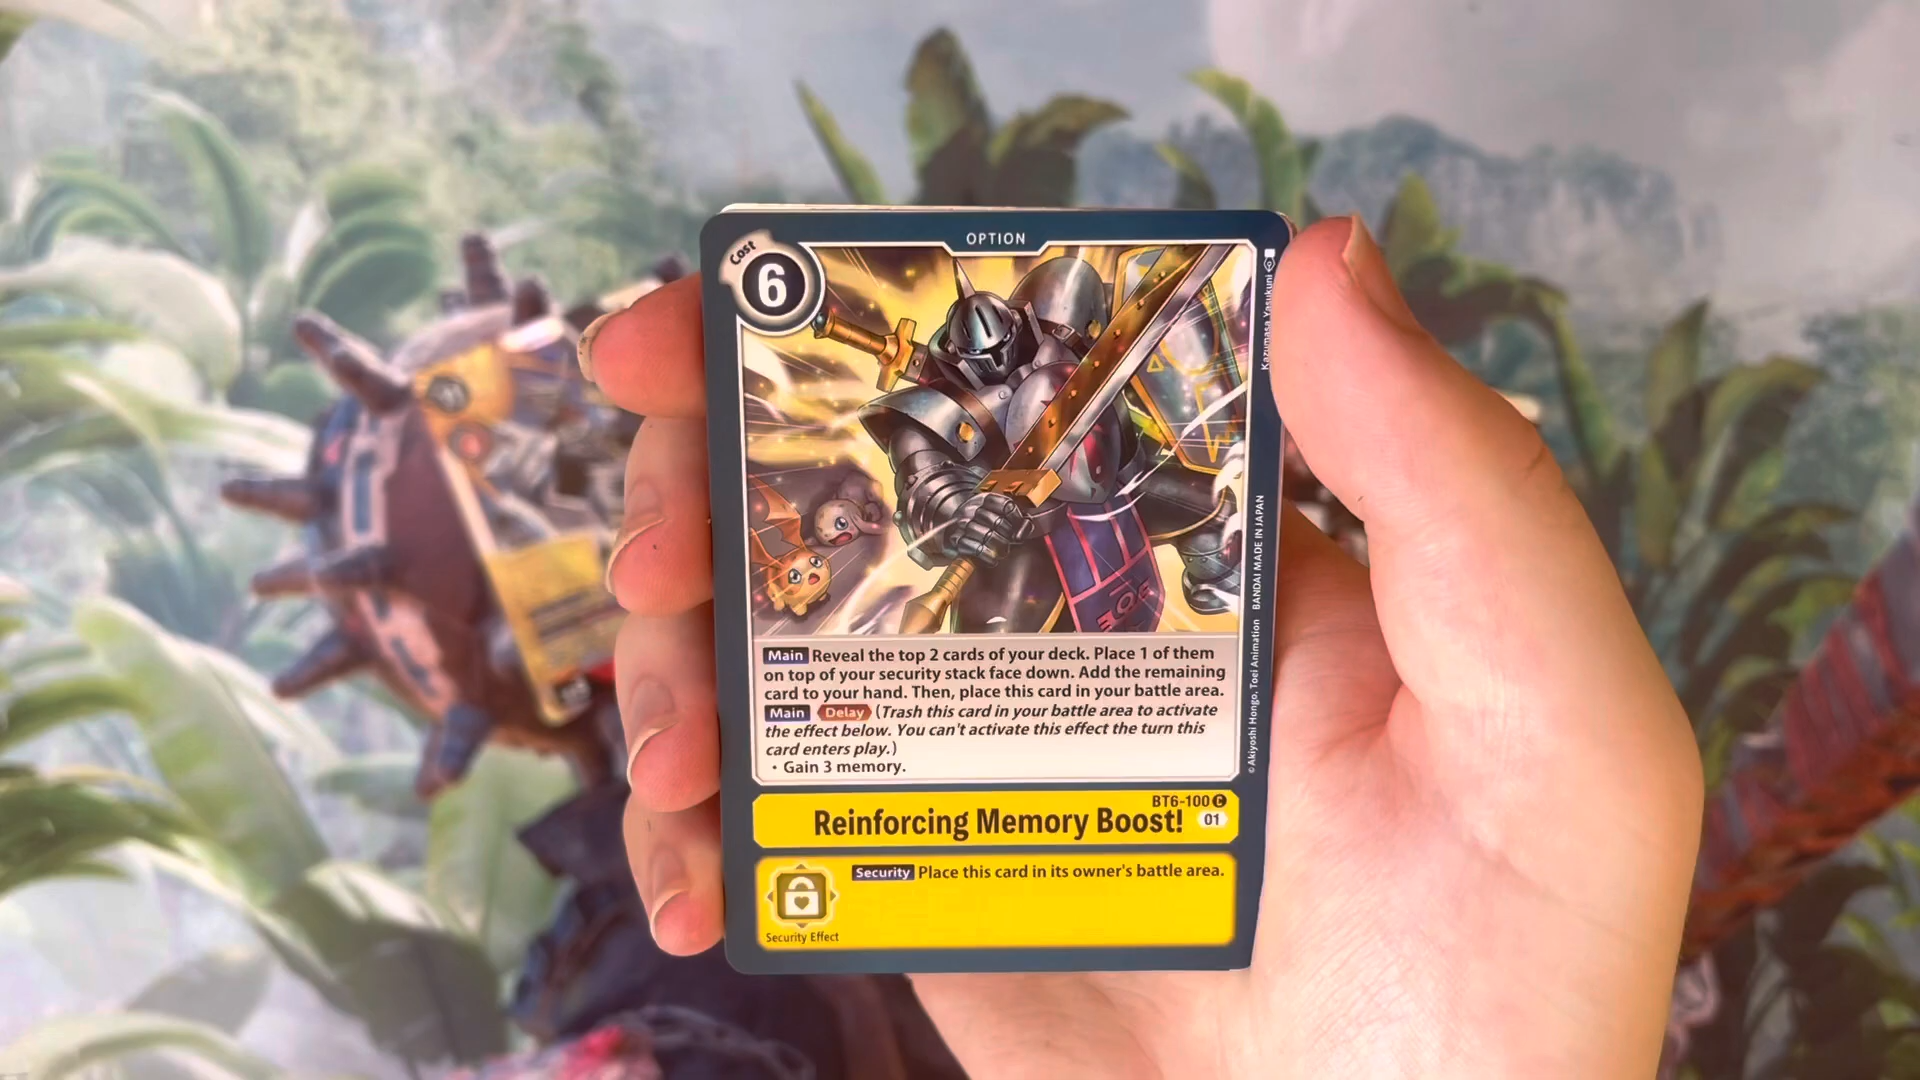 OPTION
Cost
6
Kazumasa Yasukuni
Main Reveal the top 2 cards of your deck. Place 1 of them
on top of your security stack face down. Add the remaining
card to your hand. Then, place this card in your battle area.
Main Delay (Trash this card in your battle area to activate
the effect below. You can't activate this effect the turn this
card enters play.)
• Gain 3 memory.
©Akiyoshi Hongo, Toei Animation BANDAI MADE IN JAPAN
BT6-100 C
Reinforcing Memory Boost! 01
Security Place this card in its owner's battle area.
Security Effect